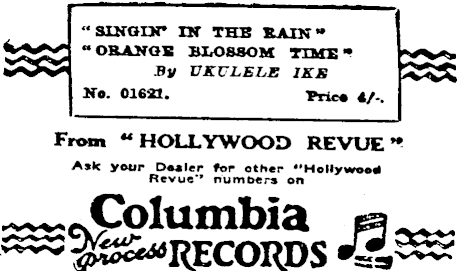 "SINGIN' IN THE RAIN"
"ORANGE BLOSSOM TIME"
By UKULELE IKE
No. 01621. Price 4/-.
From "HOLLYWOOD REVUE"
Ask your Dealer for other "Hollywood
Revue" numbers on
Columbia
New
Process RECORDS